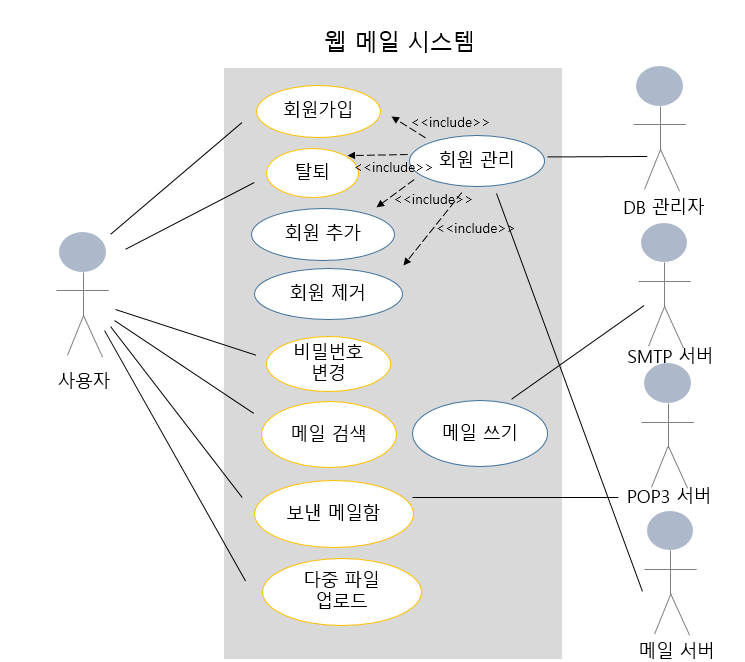 웹 메일 시스템
회원가입
<<include>>
탈퇴
<<include>>
회원 관리
<<include>>
회원 추가
<<include>>
회원 제거
비밀번호
변경
메일 검색
메일 쓰기
보낸 메일함
다중 파일
업로드
사용자
DB 관리자
SMTP 서버
POP3 서버
메일 서버